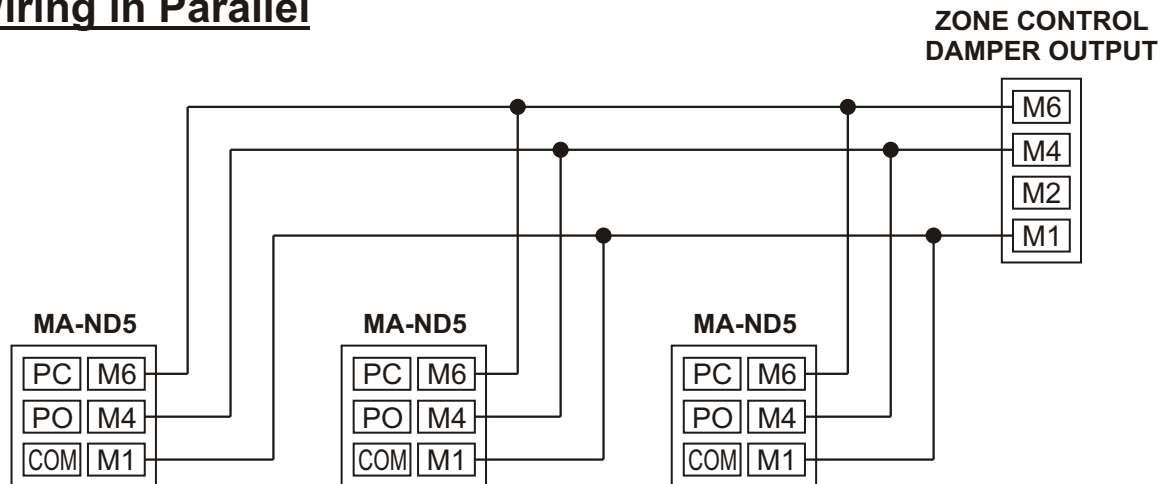 in Parallel
ZONE CONTROL
DAMPER OUTPUT
M6
M4
M2
M1
MA-ND5
PC M6
PO M4
COM M1
MA-ND5
PC M6
PO M4
COM M1
MA-ND5
PC M6
PO M4
COM M1